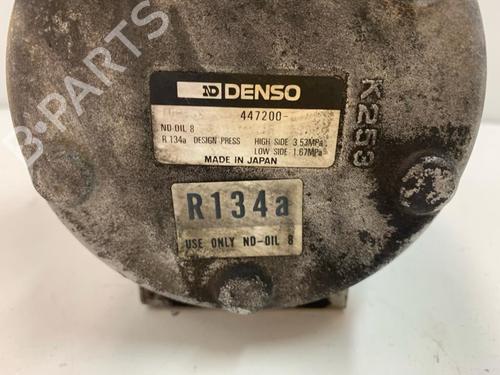 B-PARTS
ND DENSO
447200-
ND-OIL 8
R 134a DESIGN PRESS HIGH SIDE 3.53MPa
LOW SIDE 1.67MPa
MADE IN JAPAN
K253
R134a
USE ONLY ND-OIL 8